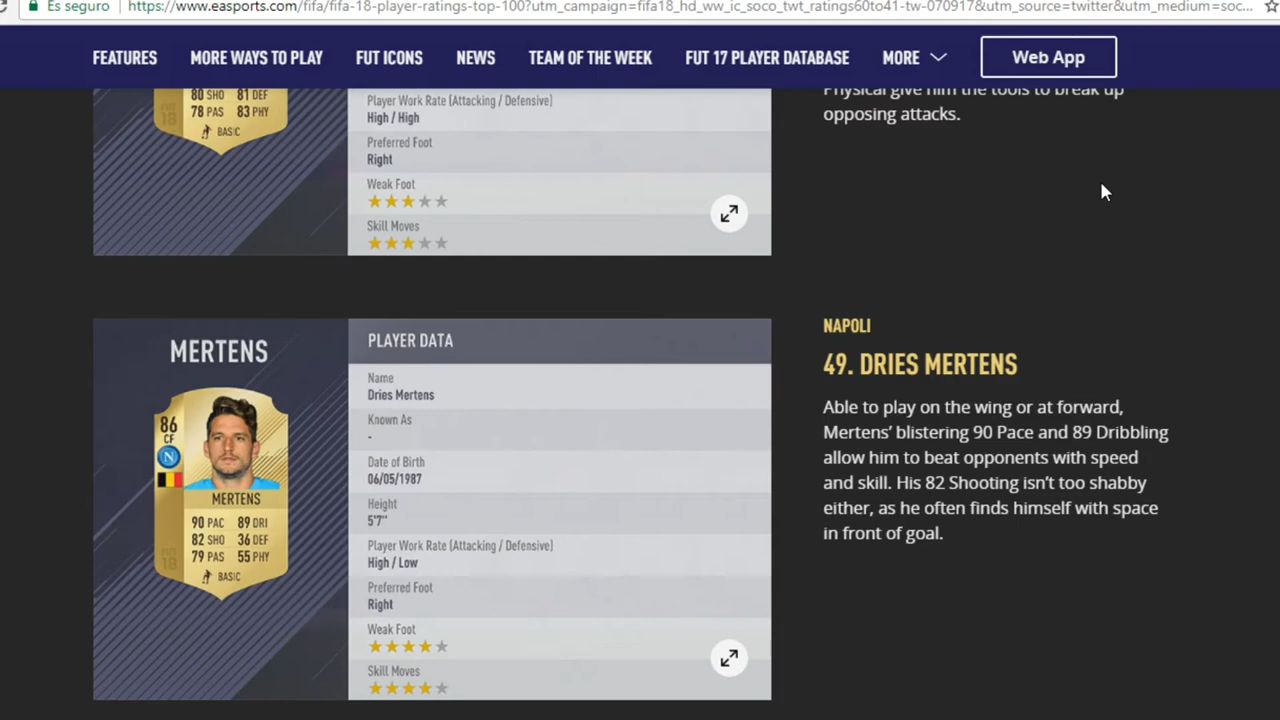 Es seguro
https://www.easports.com/fifa/fifa-18-player-ratings-top-100?utm_campaign=fifa18_hd_ww_ic_soco_twt_ratings60to41-tw-070917&utm_source=twitter&utm_medium=soc...
FEATURES
MORE WAYS TO PLAY
FUT ICONS
NEWS
TEAM OF THE WEEK
FUT 17 PLAYER DATABASE
MORE
Web App
80 SHO 81 DEF
78 PAS 83 PHY
BASIC
Player Work Rate (Attacking / Defensive)
High / High
Preferred Foot
Right
Weak Foot
Skill Moves
Physical give him the tools to break up
opposing attacks.
MERTENS
86
CF
N
MERTENS
90 PAC 89 DRI
82 SHO 36 DEF
79 PAS 55 PHY
BASIC
PLAYER DATA
Name
Dries Mertens
Known As
-
Date of Birth
06/05/1987
Height
5'7"
Player Work Rate (Attacking / Defensive)
High / Low
Preferred Foot
Right
Weak Foot
Skill Moves
NAPOLI
49. DRIES MERTENS
Able to play on the wing or at forward,
Mertens’ blistering 90 Pace and 89 Dribbling
allow him to beat opponents with speed
and skill. His 82 Shooting isn’t too shabby
either, as he often finds himself with space
in front of goal.